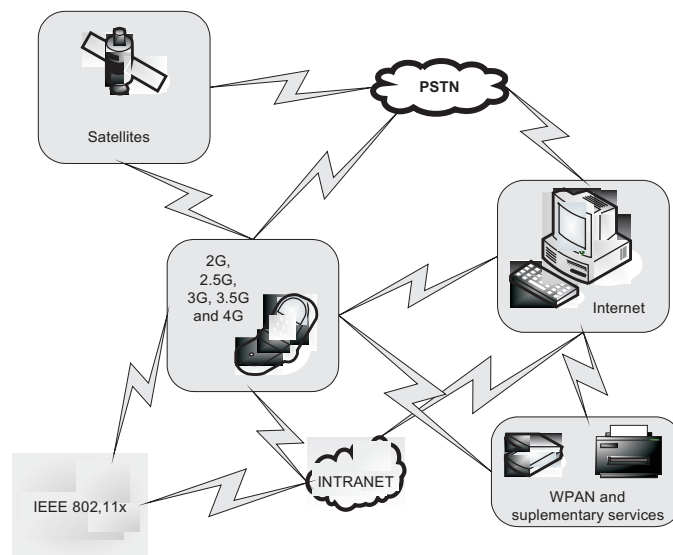 PSTN
Satellites
2G,
2.5G,
3G, 3.5G
and 4G
Internet
INTRANET
IEEE 802,11x
WPAN and
suplementary services